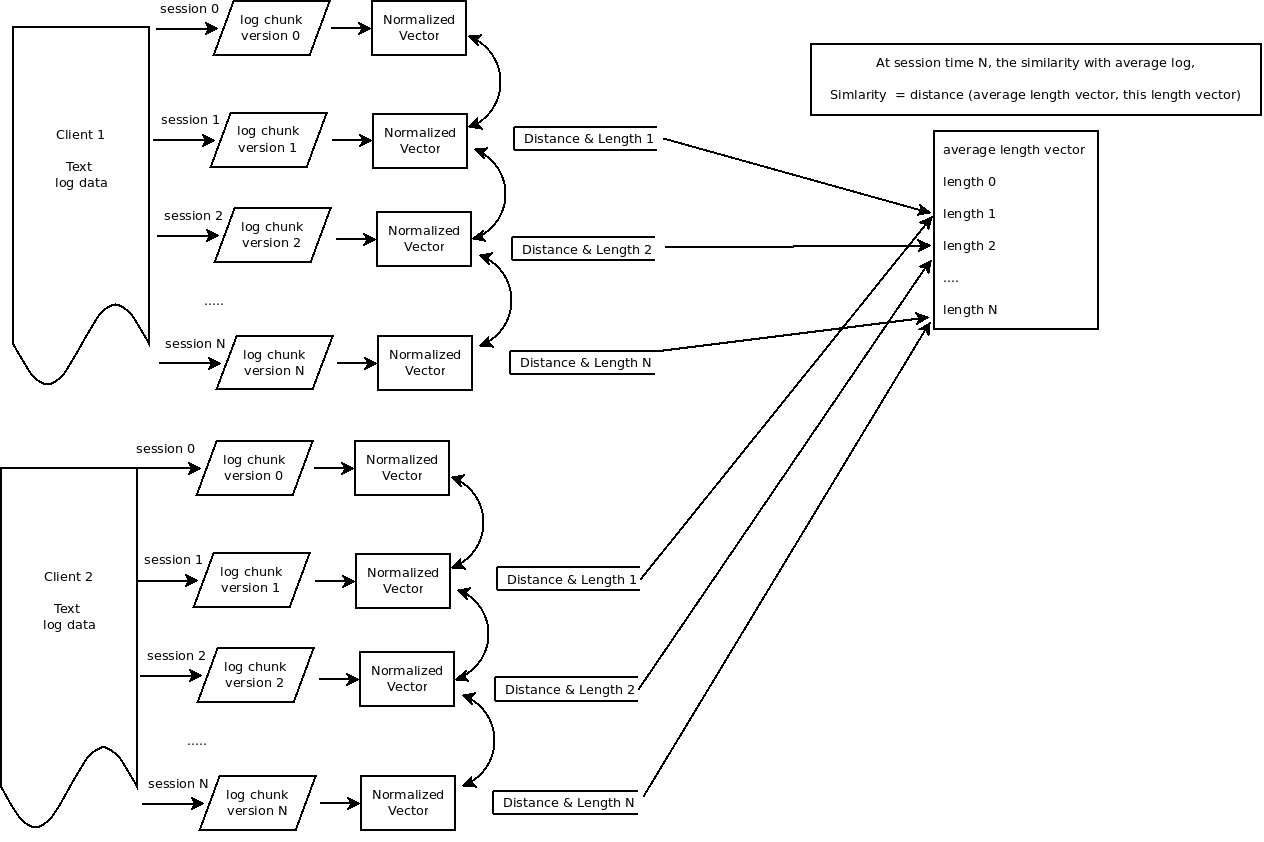 session 0
log chunk
version 0
Normalized
Vector
At session time N, the similarity with average log,
Simlarity = distance (average length vector, this length vector)
Client 1
Text
log data
session 1
log chunk
version 1
Normalized
Vector
Distance & Length 1
average length vector
length 0
length 1
length 2
....
length N
session 2
log chunk
version 2
Normalized
Vector
Distance & Length 2
.....
session N
log chunk
version N
Normalized
Vector
Distance & Length N
session 0
log chunk
version 0
Normalized
Vector
Client 2
Text
log data
session 1
log chunk
version 1
Normalized
Vector
Distance & Length 1
session 2
log chunk
version 2
Normalized
Vector
Distance & Length 2
.....
session N
log chunk
version N
Normalized
Vector
Distance & Length N